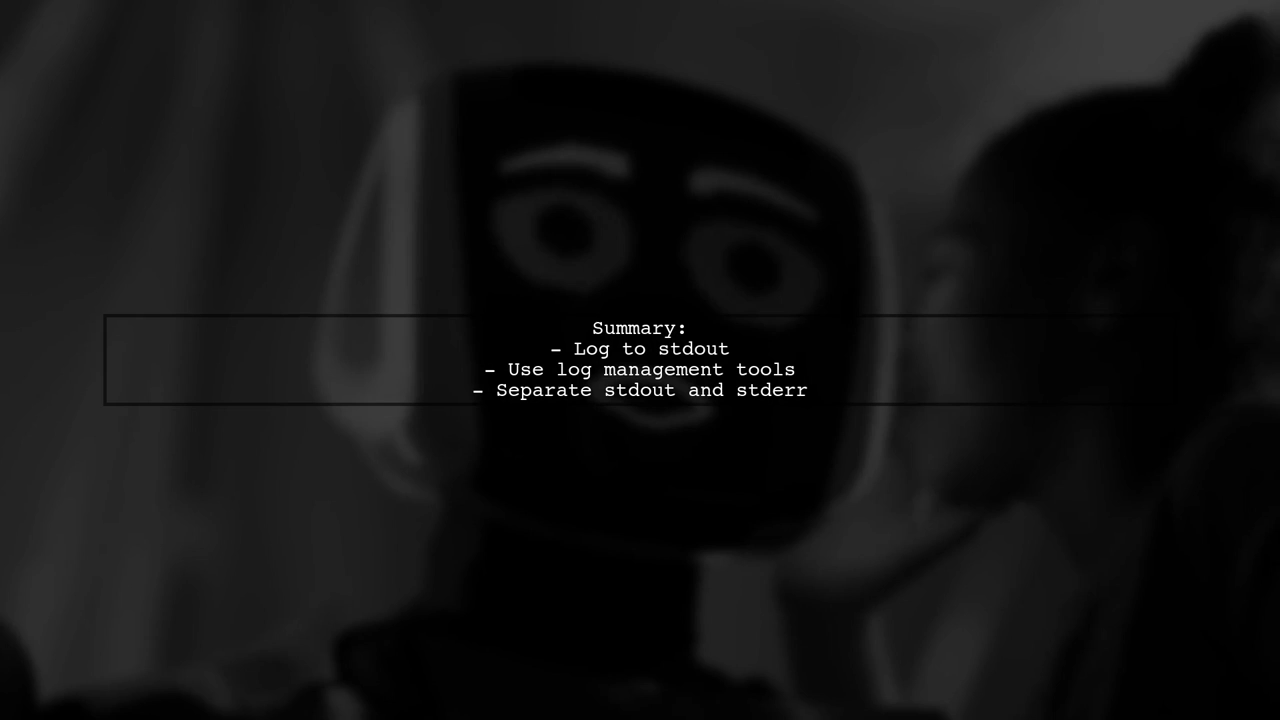 Summary:
- Log to stdout
- Use log management tools
- Separate stdout and stderr